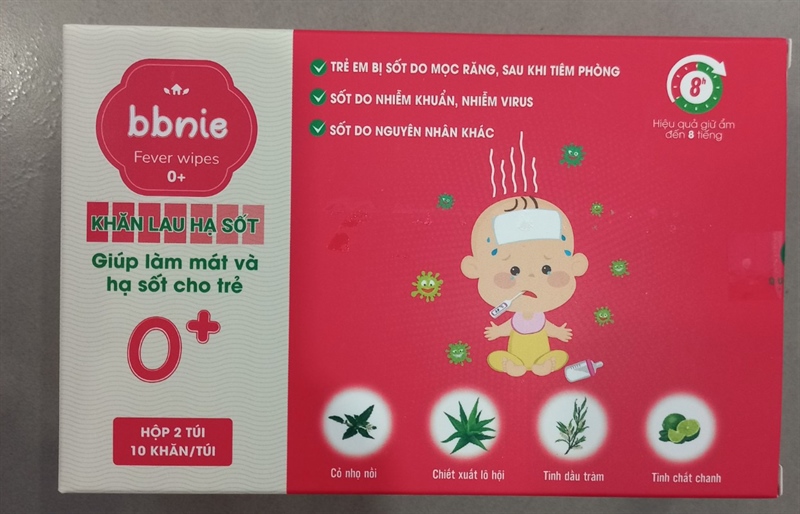 bbnie
Fever wipes
0+
KHĂN LAU HẠ SỐT
Giúp làm mát và
hạ sốt cho trẻ
0+
HỘP 2 TÚI
10 KHĂN/TÚI
TRẺ EM BỊ SỐT DO MỌC RĂNG, SAU KHI TIÊM PHÒNG
SỐT DO NHIỄM KHUẨN, NHIỄM VIRUS
SỐT DO NGUYÊN NHÂN KHÁC
8h
Hiệu quả giữ ẩm
đến 8 tiếng
Cỏ nhọ nồi
Chiết xuất lô hội
Tinh dầu tràm
Tinh chất chanh